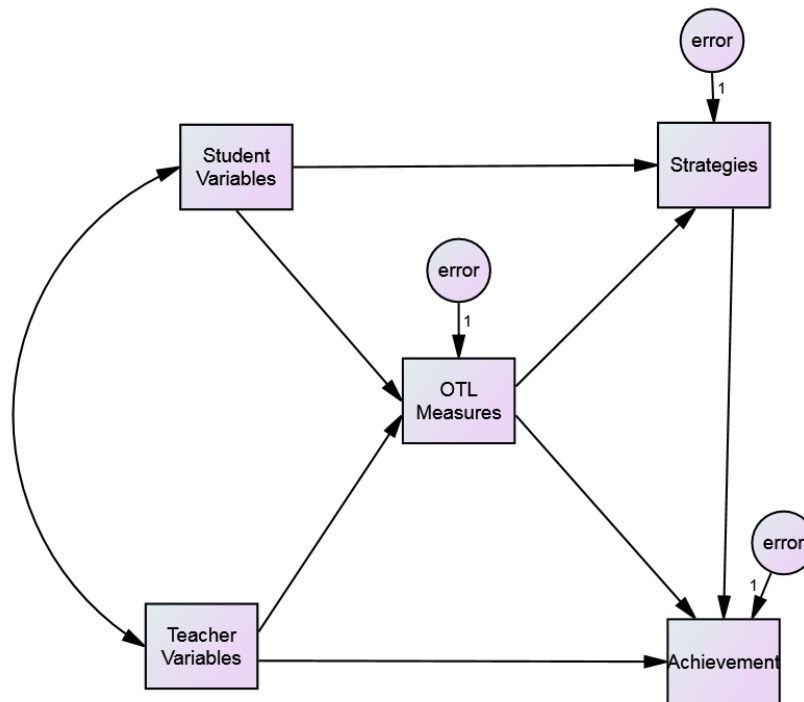 error
1
Student
Variables
Strategies
error
1
OTL
Measures
error
1
Teacher
Variables
Achievement